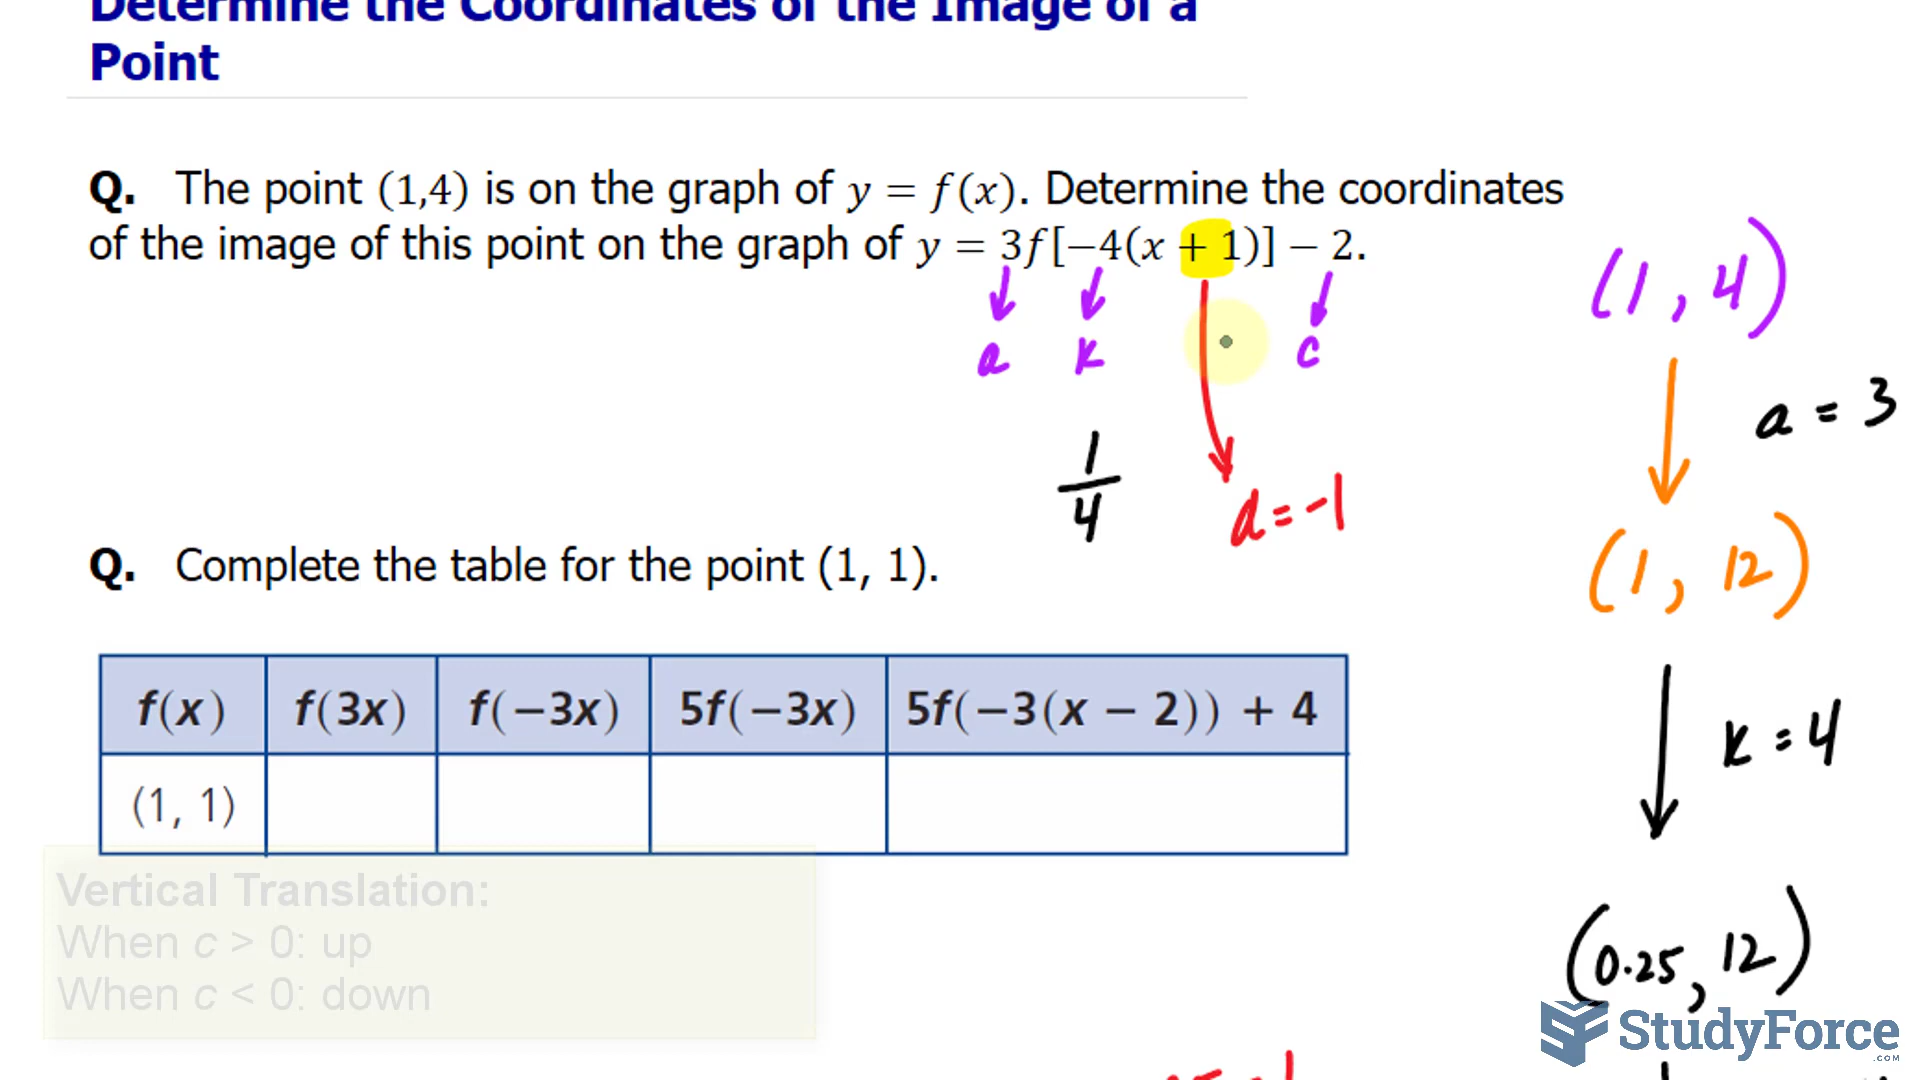 Determine the Coordinates of the Image of a
Point
Q. The point (1,4) is on the graph of y = f(x). Determine the coordinates
of the image of this point on the graph of y = 3f[−4(x + 1)] − 2.
a
k
c
(1, 4)
a = 3
1/4
d = -1
(1, 12)
Q. Complete the table for the point (1, 1).
f(x) f(3x) f(−3x) 5f(−3x) 5f(−3(x − 2)) + 4
(1, 1)
k = 4
Vertical Translation:
When c > 0: up
When c < 0: down
(0.25, 12)
StudyForce
.COM